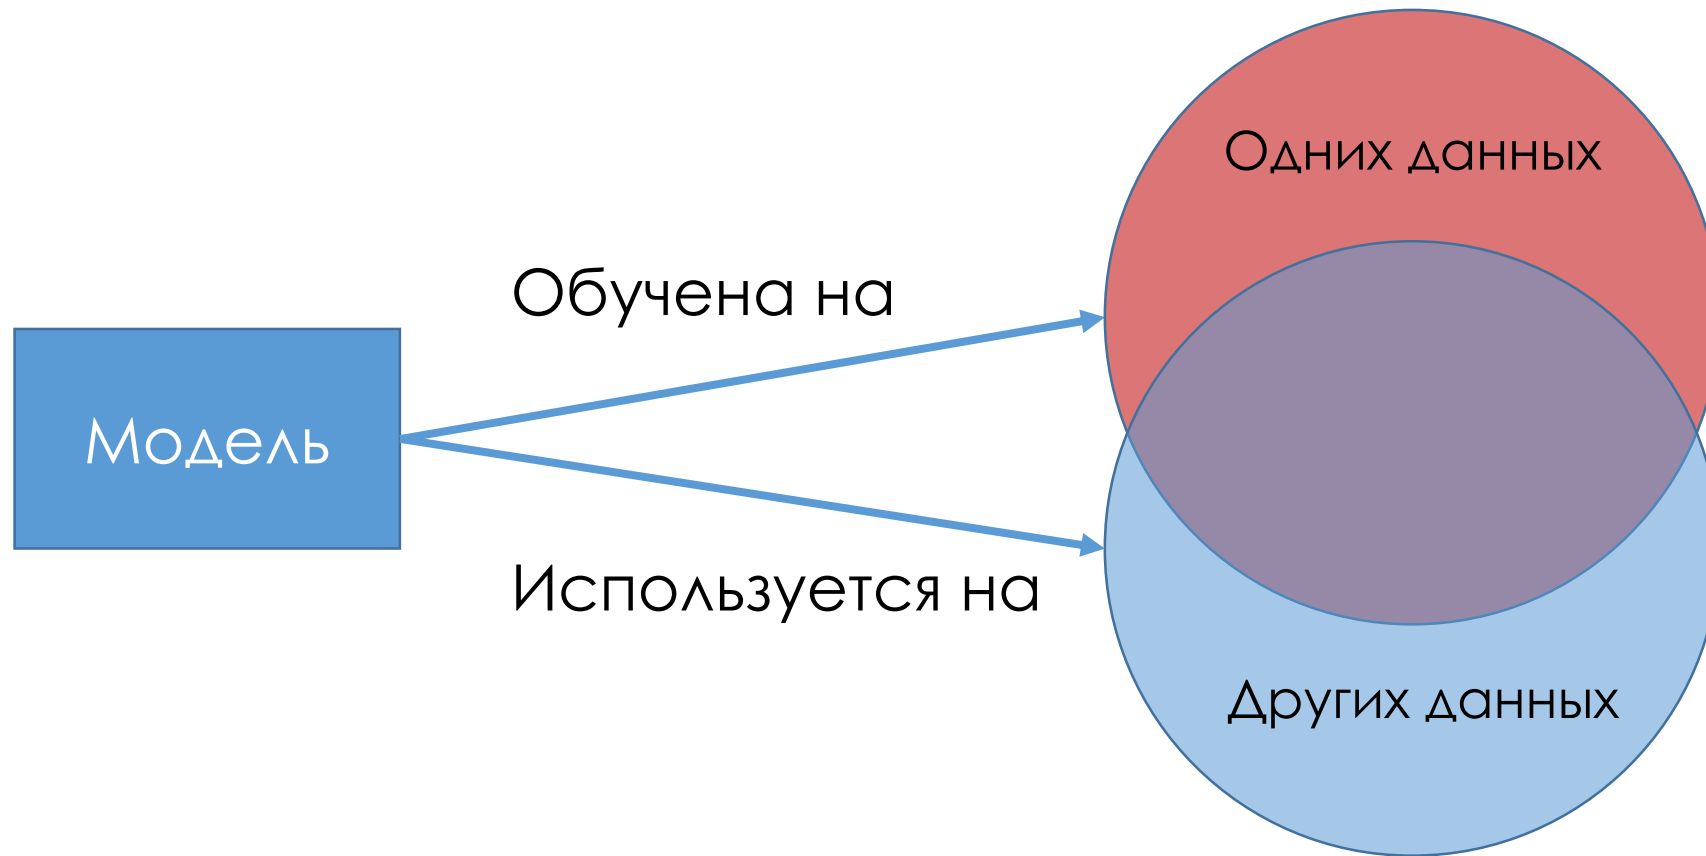 Одних данных
Обучена на
Модель
Используется на
Других данных